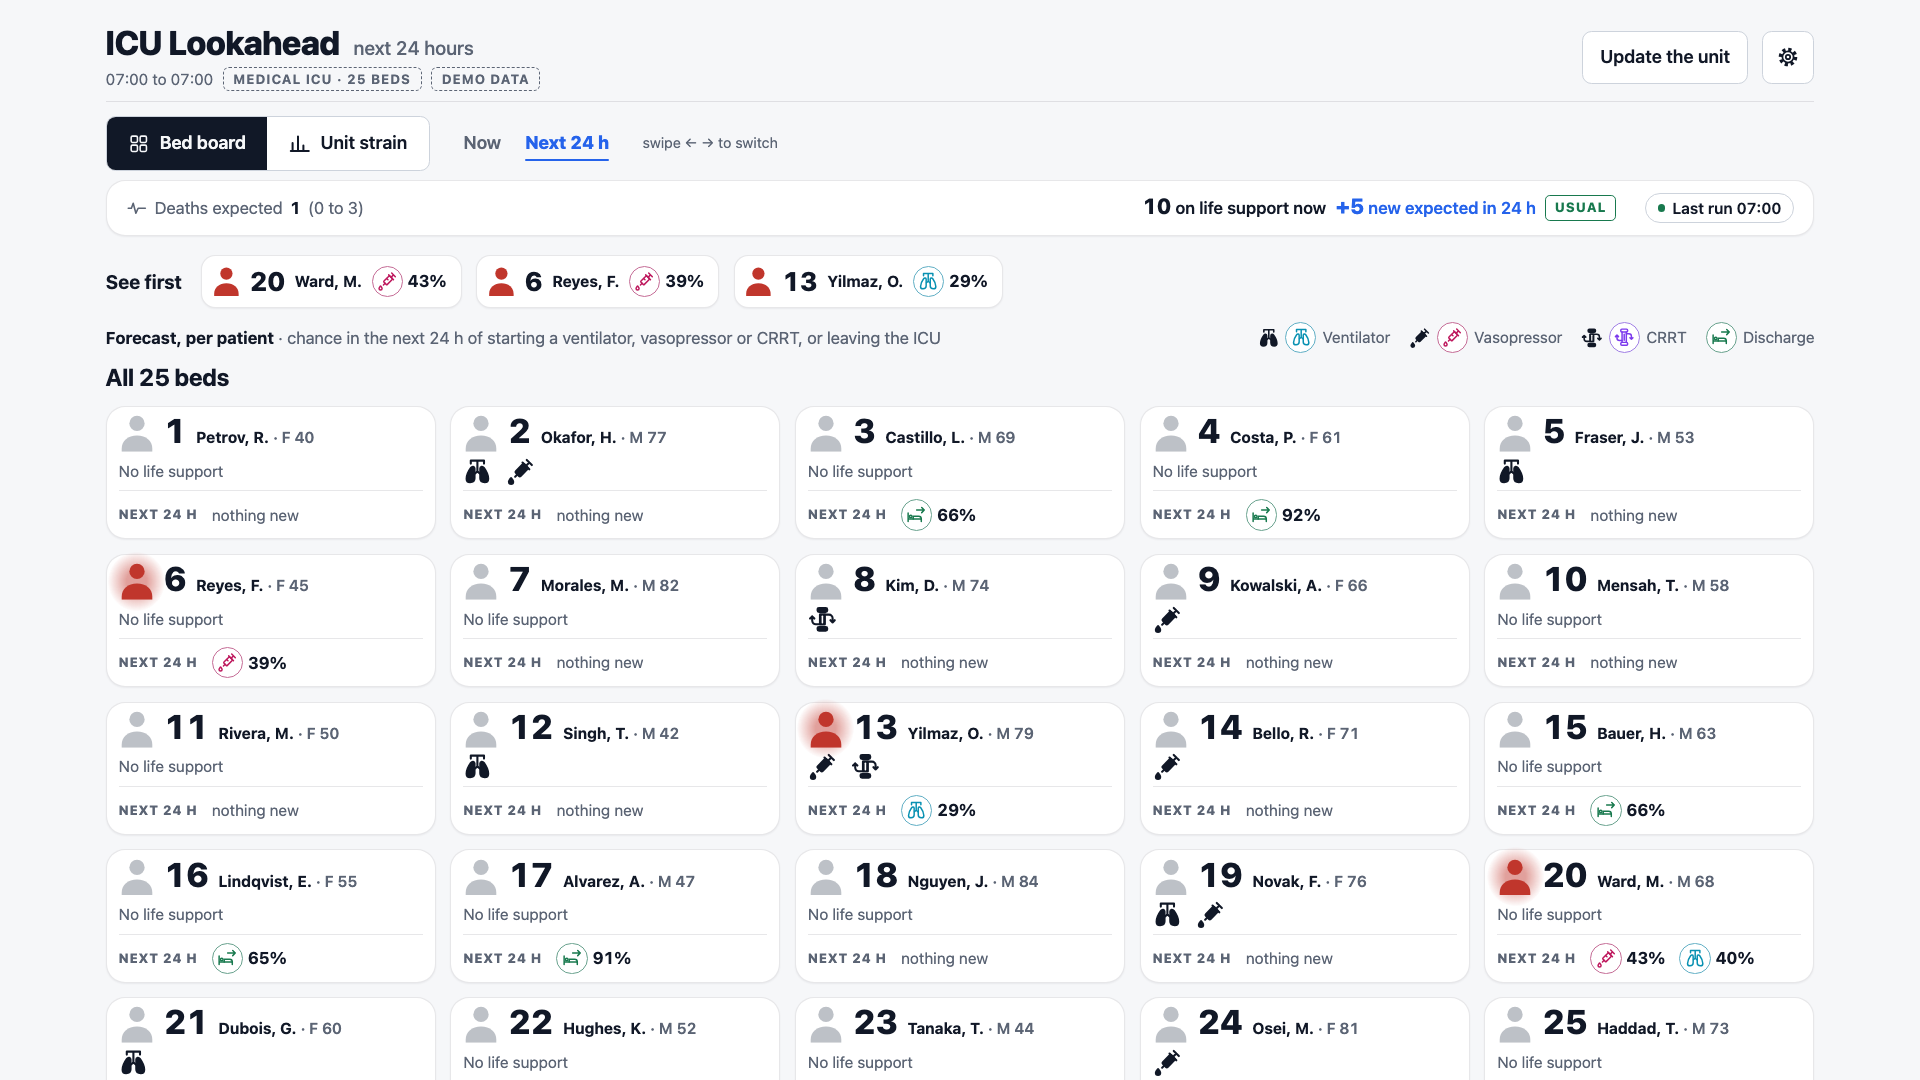 ICU Lookahead next 24 hours
07:00 to 07:00 MEDICAL ICU · 25 BEDS DEMO DATA
Update the unit
Bed board Unit strain Now Next 24 h swipe ← → to switch
Deaths expected 1 (0 to 3) 10 on life support now +5 new expected in 24 h USUAL Last run 07:00
See first 20 Ward, M. 43% 6 Reyes, F. 39% 13 Yilmaz, O. 29%
Forecast, per patient · chance in the next 24 h of starting a ventilator, vasopressor or CRRT, or leaving the ICU Ventilator Vasopressor CRRT Discharge
All 25 beds
1 Petrov, R. · F 40
No life support
NEXT 24 H nothing new
2 Okafor, H. · M 77
NEXT 24 H nothing new
3 Castillo, L. · M 69
No life support
NEXT 24 H 66%
4 Costa, P. · F 61
No life support
NEXT 24 H 92%
5 Fraser, J. · M 53
NEXT 24 H nothing new
6 Reyes, F. · F 45
No life support
NEXT 24 H 39%
7 Morales, M. · M 82
No life support
NEXT 24 H nothing new
8 Kim, D. · M 74
NEXT 24 H nothing new
9 Kowalski, A. · F 66
NEXT 24 H nothing new
10 Mensah, T. · M 58
No life support
NEXT 24 H nothing new
11 Rivera, M. · F 50
No life support
NEXT 24 H nothing new
12 Singh, T. · M 42
NEXT 24 H nothing new
13 Yilmaz, O. · M 79
NEXT 24 H 29%
14 Bello, R. · F 71
NEXT 24 H nothing new
15 Bauer, H. · M 63
No life support
NEXT 24 H 66%
16 Lindqvist, E. · F 55
No life support
NEXT 24 H 65%
17 Alvarez, A. · M 47
No life support
NEXT 24 H 91%
18 Nguyen, J. · M 84
No life support
NEXT 24 H nothing new
19 Novak, F. · F 76
NEXT 24 H nothing new
20 Ward, M. · M 68
No life support
NEXT 24 H 43% 40%
21 Dubois, G. · F 60
22 Hughes, K. · M 52
No life support
23 Tanaka, T. · M 44
No life support
24 Osei, M. · F 81
25 Haddad, T. · M 73
No life support